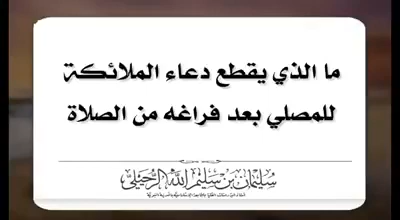 ما الذي يقطع دعاء الملائكة
للمصلي بعد فراغه من الصلاة
سليمان بن سليم الله الرحيلي